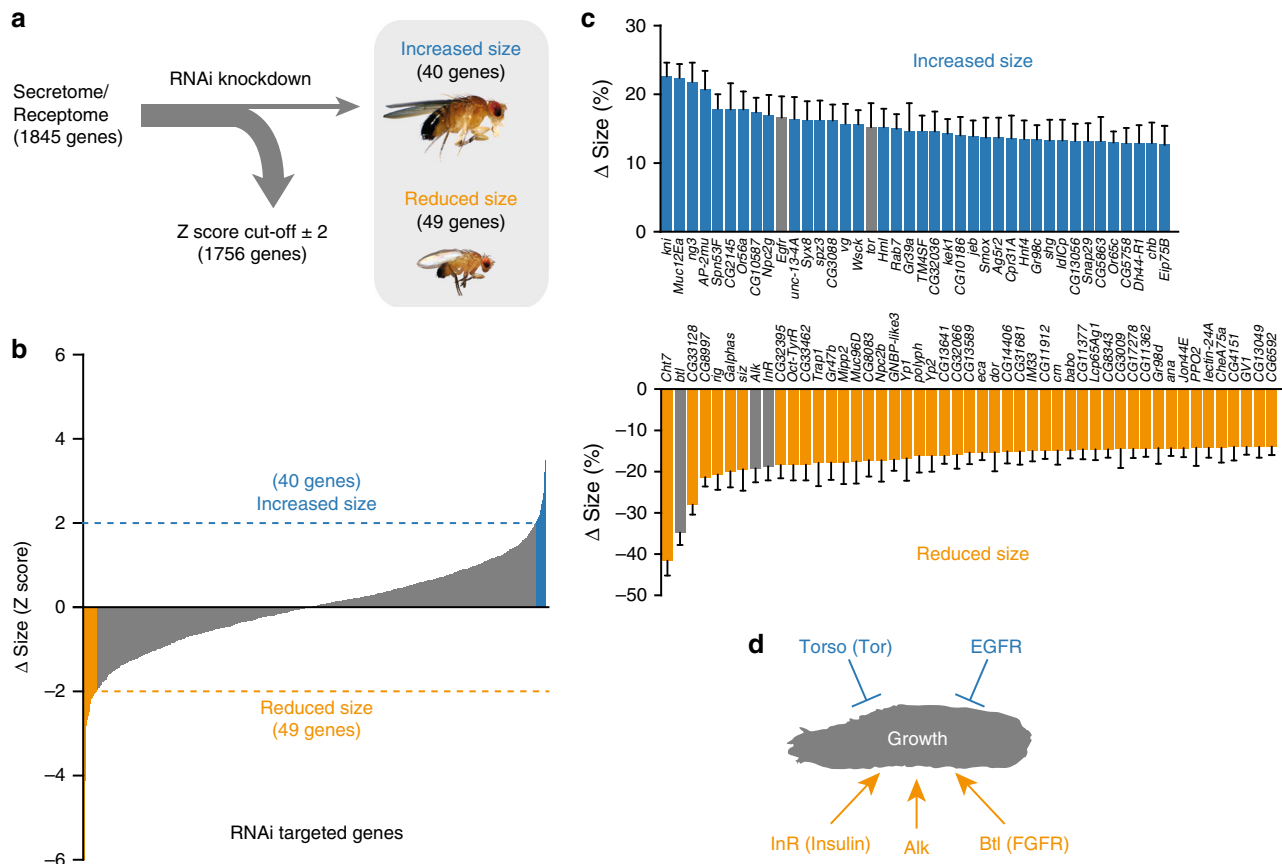 a
Secretome/
Receptome
(1845 genes)
RNAi knockdown
Z score cut-off ± 2
(1756 genes)
Increased size
(40 genes)
Reduced size
(49 genes)
b
6
4
2
0
−2
−4
−6
Δ Size (Z score)
(40 genes)
Increased size
Reduced size
(49 genes)
RNAi targeted genes
c
30
20
10
0
Δ Size (%)
Increased size
kni
Muc12Ea
ng3
AP-2mu
Spn53F
CG2145
Or56a
CG10587
Npc2g
Egfr
unc-13-4A
Syx8
spz3
CG3088
vg
Wsck
tor
Hml
Rab7
Gr39a
TM4SF
CG32036
kek1
CG10186
jeb
Smox
Ag5r2
Cpr31A
Hnf4
Gr98c
shg
ldlCp
CG13056
Snap29
CG5863
Or65c
CG5758
Dh44-R1
chb
Eip75B
Cht7
btl
CG33128
CG8997
rig
Galphas
siz
Alk
InR
CG32395
Oct-TyrR
CG33462
Trap1
Gr47b
Mipp2
Muc96D
CG8083
Npc2b
GNBP-like3
Yp1
polyph
Yp2
CG13641
CG32066
CG13589
eca
dor
CG14406
CG31681
IM33
CG11912
cm
babo
CG11377
Lcp65Ag1
CG8343
CG3009
CG17278
CG11362
Gr98d
ana
Jon44E
PPO2
lectin-24A
CheA75a
CG4151
GV1
CG13049
CG6592
0
−10
−20
−30
−40
−50
Δ Size (%)
Reduced size
d
Torso (Tor)
EGFR
Growth
InR (Insulin)
Alk
Btl (FGFR)